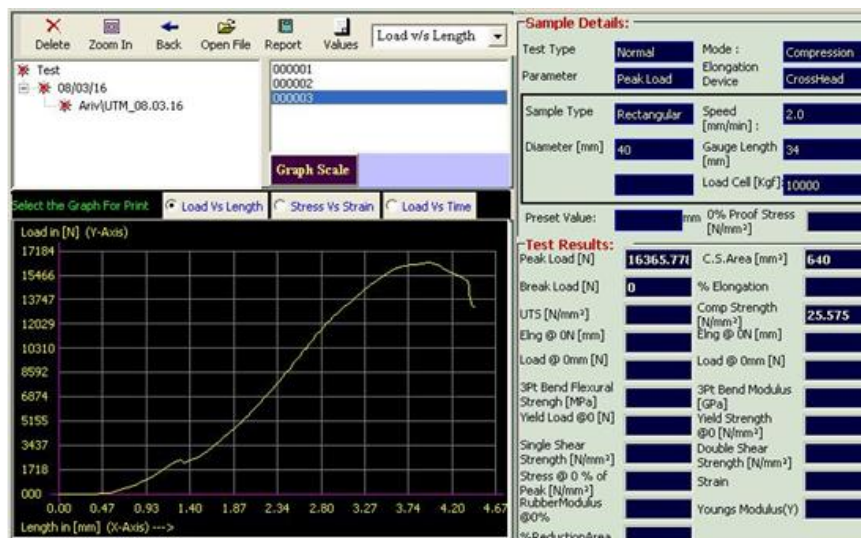 Delete Zoom In Back Open File Report Values Load v/s Length
Test
08/03/16
Ariv\UTM_08.03.16
000001
000002
000003
Graph Scale
Select the Graph For Print Load Vs Length Stress Vs Strain Load Vs Time
Load in [N] (Y-Axis)
17184
15466
13747
12029
10310
8592
6874
5155
3437
1718
000
0.00 0.47 0.93 1.40 1.87 2.34 2.80 3.27 3.74 4.20 4.67
Length in [mm] (X-Axis) --->
Sample Details:
Test Type Normal Mode : Compression
Parameter Peak Load Elongation Device CrossHead
Sample Type Rectangular Speed [mm/min] : 2.0
Diameter [mm] 40 Gauge Length [mm] 34
Load Cell [Kgf]: 10000
Preset Value: mm 0% Proof Stress [N/mm²]
Test Results:
Peak Load [N] 16365.770 C.S.Area [mm²] 640
Break Load [N] 0 % Elongation
UTS [N/mm²] Comp Strength [N/mm²] 25.575
Elng @ 0N [mm] Elng @ 0N [mm]
Load @ 0mm [N] Load @ 0mm [N]
3Pt Bend Flexural Strengh [MPa] 3Pt Bend Modulus [GPa]
Yield Load @0 [N] Yield Strength @0 [N/mm²]
Single Shear Strength [N/mm²] Double Shear Strength [N/mm²]
Stress @ 0 % of Peak [N/mm²] Strain
RubberModulus @0% Youngs Modulus(Y)
%ReductionArea